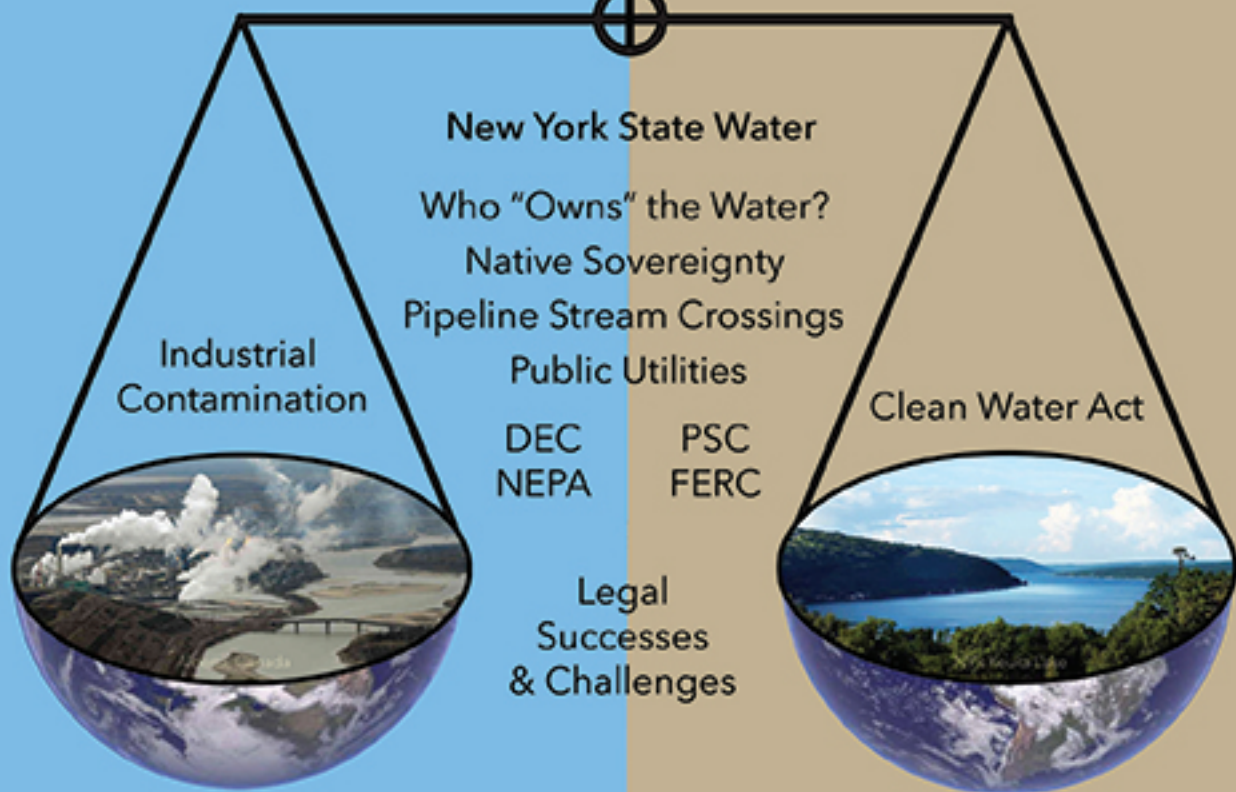 New York State Water
Who "Owns" the Water?
Native Sovereignty
Pipeline Stream Crossings
Public Utilities
DEC PSC
NEPA FERC
Legal
Successes
& Challenges
Industrial
Contamination
Clean Water Act
Canada